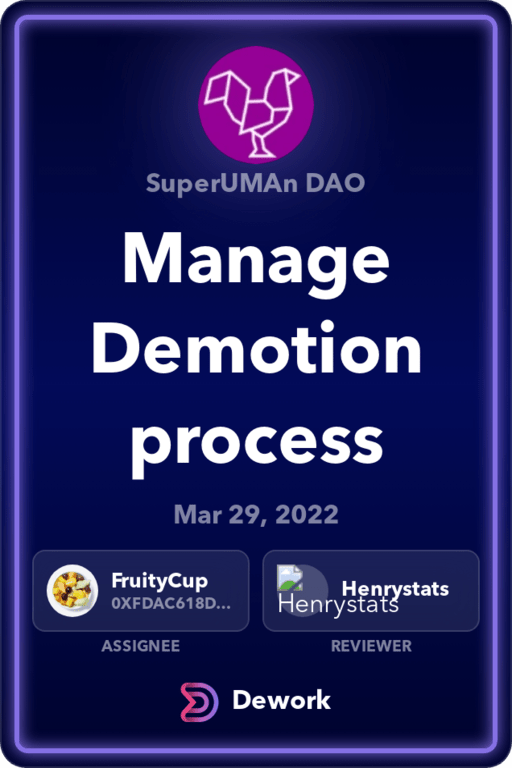 SuperUMAn DAO
Manage
Demotion
process
Mar 29, 2022
FruityCup
0XFDAC618D...
Henrystats
Henrystats
ASSIGNEE
REVIEWER
Dework